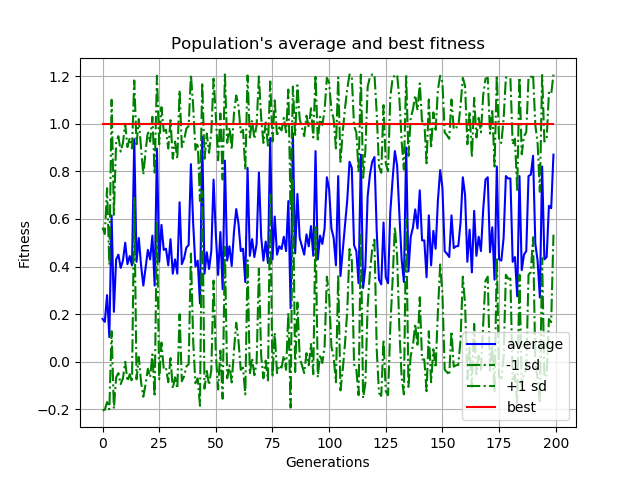 Population's average and best fitness
1.2
1.0
0.8
0.6
0.4
0.2
0.0
−0.2
Fitness
average
-1 sd
+1 sd
best
0 25 50 75 100 125 150 175 200
Generations